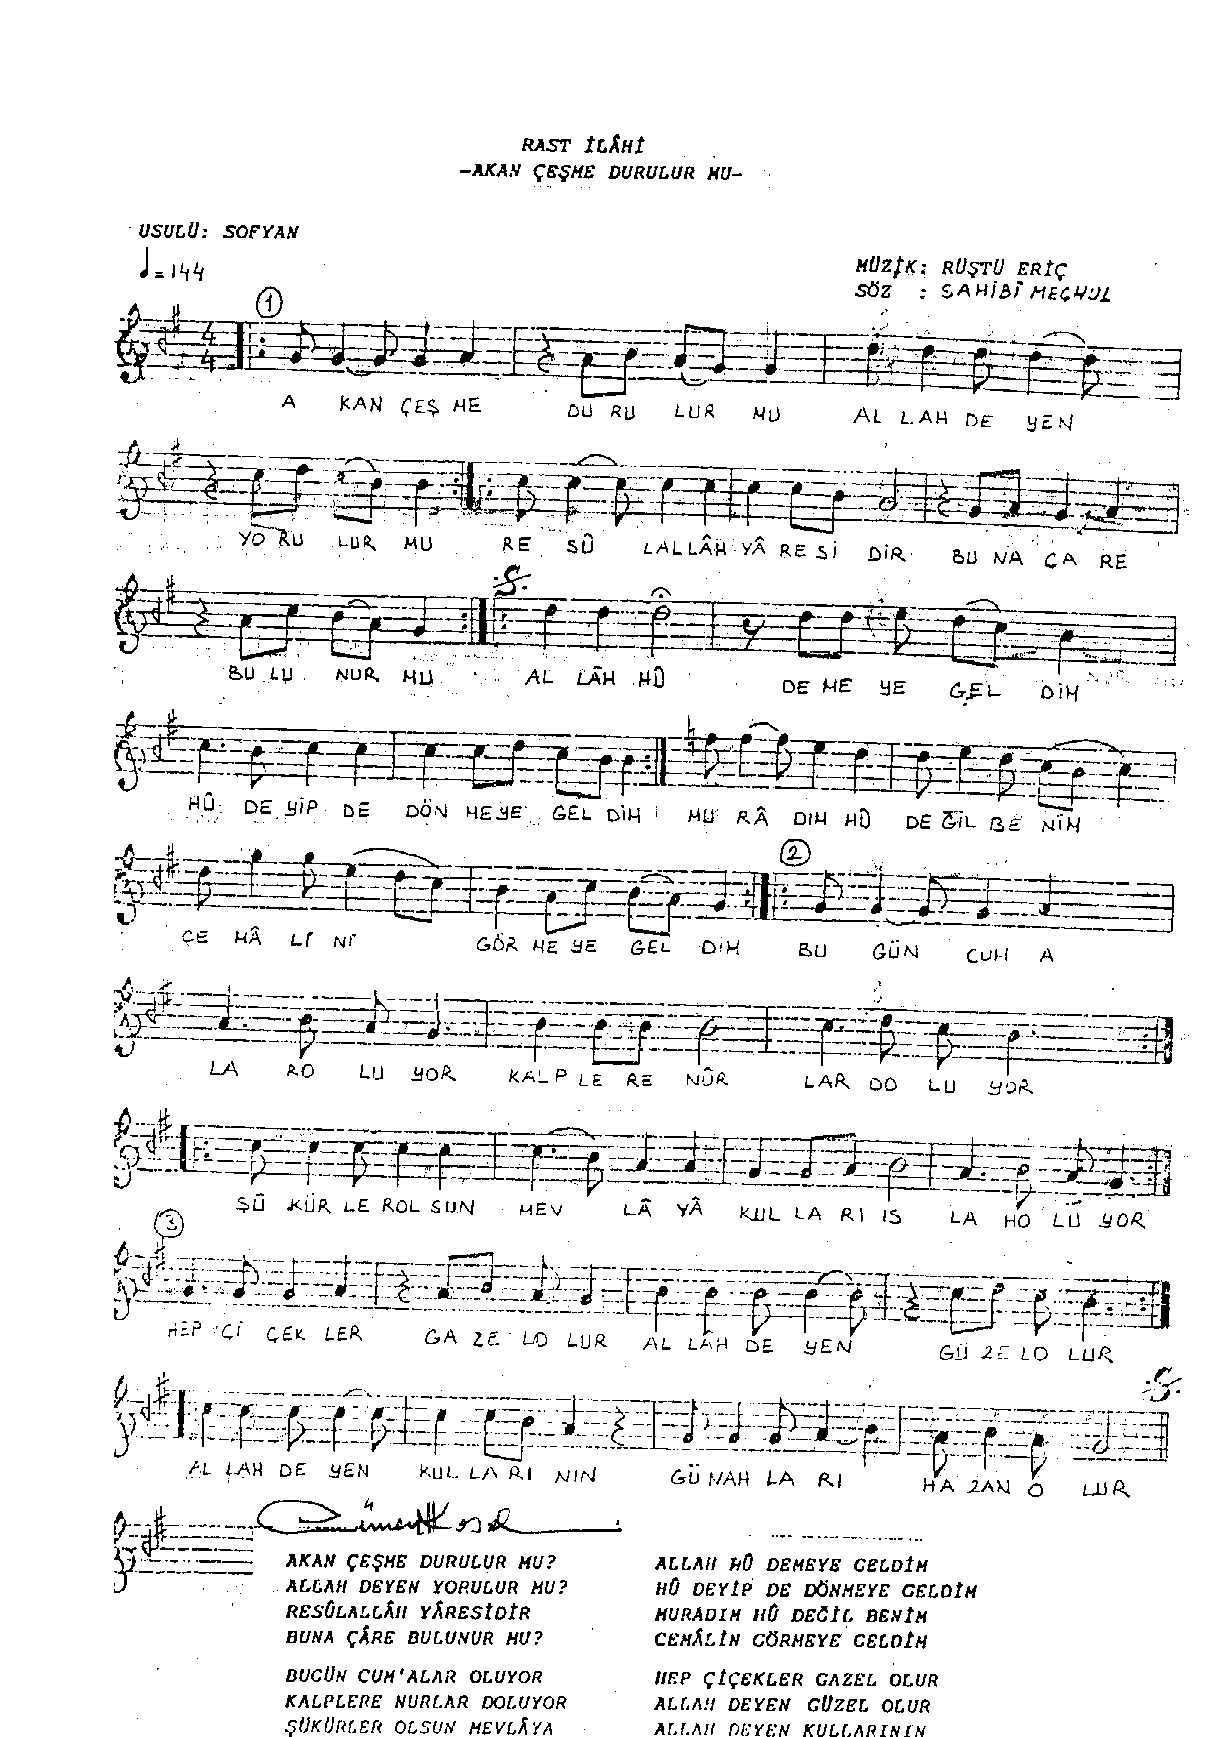 RAST İLÂHİ
-AKAN ÇEŞME DURULUR MU-
USULÜ: SOFYAN
♩=144
MÜZİK: RÜŞTÜ ERİÇ
SÖZ : SAHİBİ MEÇHUL
1
4
4
A KAN ÇEŞ ME DU RU LUR MU AL LAH DE YEN
YO RU LUR MU RE SÛ LALLÂH YÂ RE Sİ DİR BU NA ÇA RE
BU LU NUR MU AL LÂH HÛ DE ME YE GEL DİM
HÛ DE YİP DE DÖN MEYE GEL DİM MU RÂ DIM HÛ DE ĞİL BE NİM
2
CE MÂ Lİ Nİ GÖR ME YE GEL DİM BU GÜN CUM A
LA RO LU YOR KALP LE RE NÛR LAR DO LU YOR
ŞÜ KÜR LE ROL SUN MEV LÂ YÂ KUL LA RI IS LA HO LU YOR
3
HEP Çİ ÇEK LER GA ZE LO LUR AL LÂH DE YEN GÜ ZE LO LUR
AL LAH DE YEN KUL LA RI NIN GÜ NAH LA RI HA ZAN O LUR
AKAN ÇEŞME DURULUR MU?
ALLAH DEYEN YORULUR MU?
RESÛLALLÂH YÂRESİDİR
BUNA ÇÂRE BULUNUR MU?
BUGÜN CUM'ALAR OLUYOR
KALPLERE NURLAR DOLUYOR
ŞÜKÜRLER OLSUN MEVLÂYA
ALLAH HÛ DEMEYE GELDİM
HÛ DEYİP DE DÖNMEYE GELDİM
MURADIM HÛ DEĞİL BENİM
CEMÂLİN GÖRMEYE GELDİM
HEP ÇİÇEKLER GAZEL OLUR
ALLAH DEYEN GÜZEL OLUR
ALLAH DEYEN KULLARININ